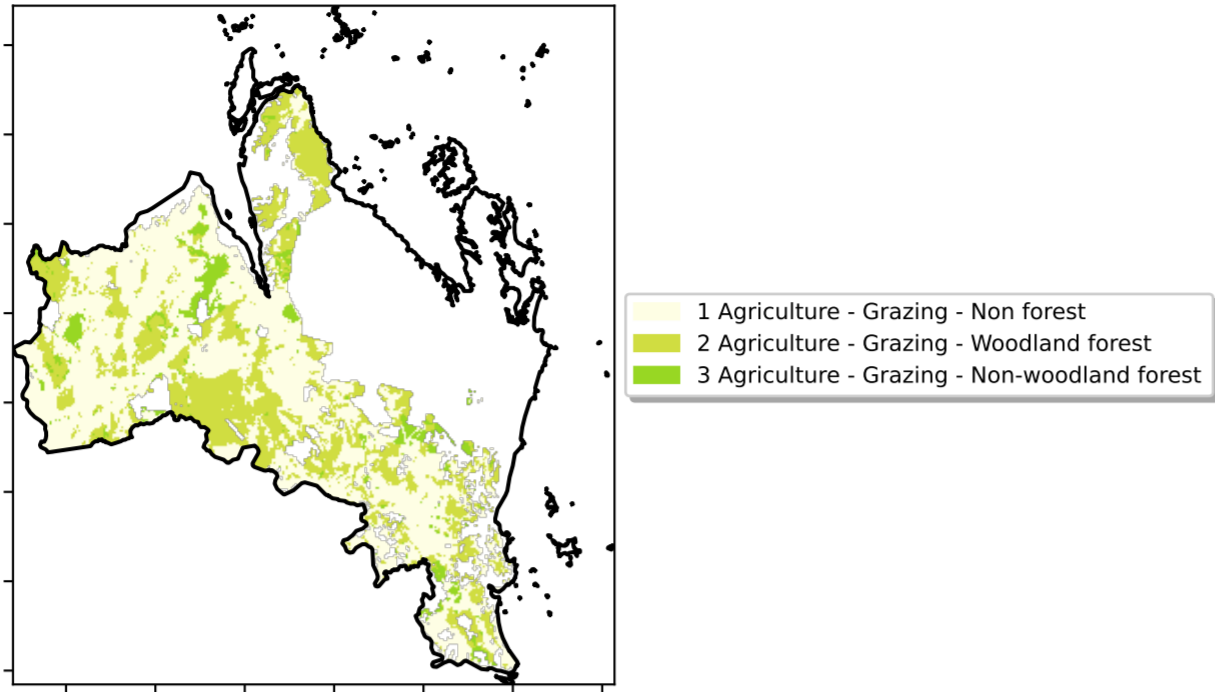 1 Agriculture - Grazing - Non forest
2 Agriculture - Grazing - Woodland forest
3 Agriculture - Grazing - Non-woodland forest